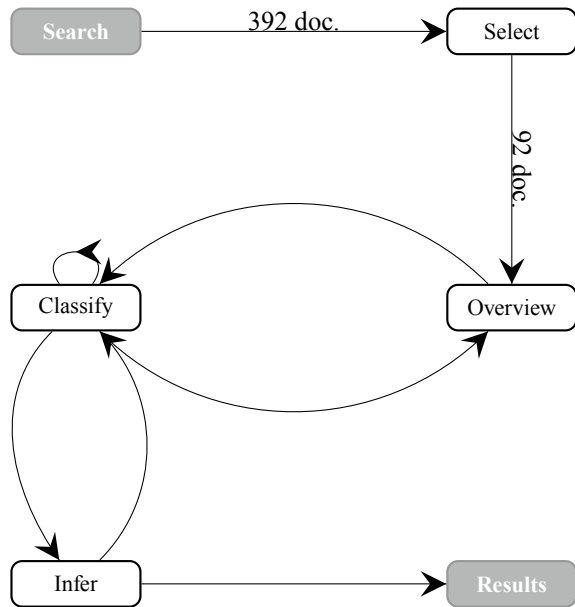 Search
392 doc.
Select
92 doc.
Classify
Overview
Infer
Results